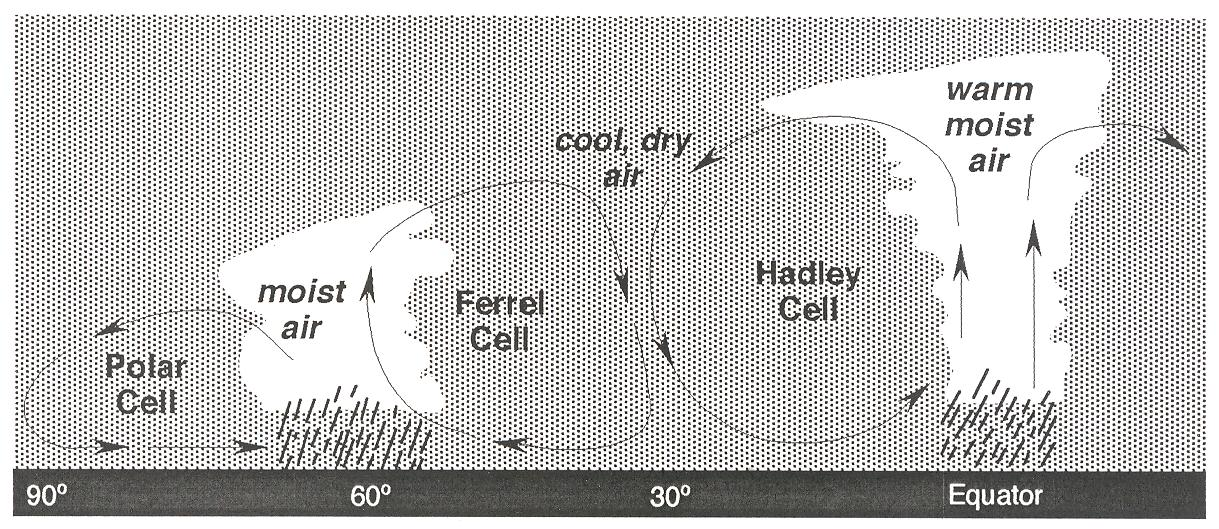 warm
moist
air
cool, dry
air
Hadley
Cell
moist
air
Ferrel
Cell
Polar
Cell
90º
60º
30º
Equator